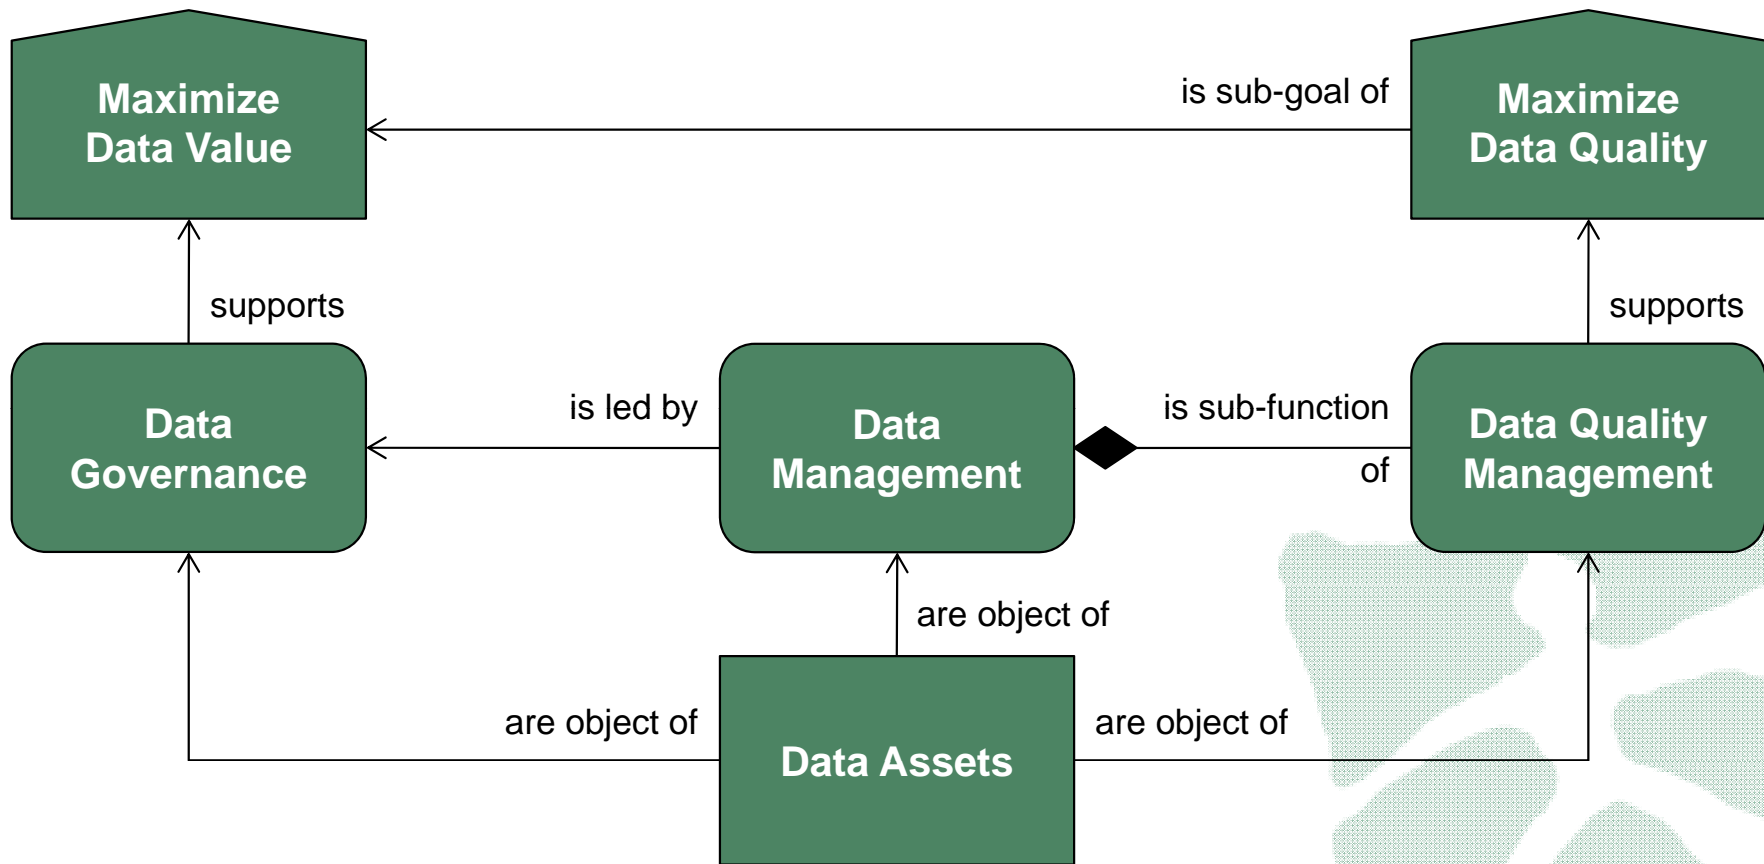 Maximize
Data Value
is sub-goal of
Maximize
Data Quality
supports
supports
Data
Governance
is led by
Data
Management
is sub-function
of
Data Quality
Management
are object of
are object of
Data Assets
are object of